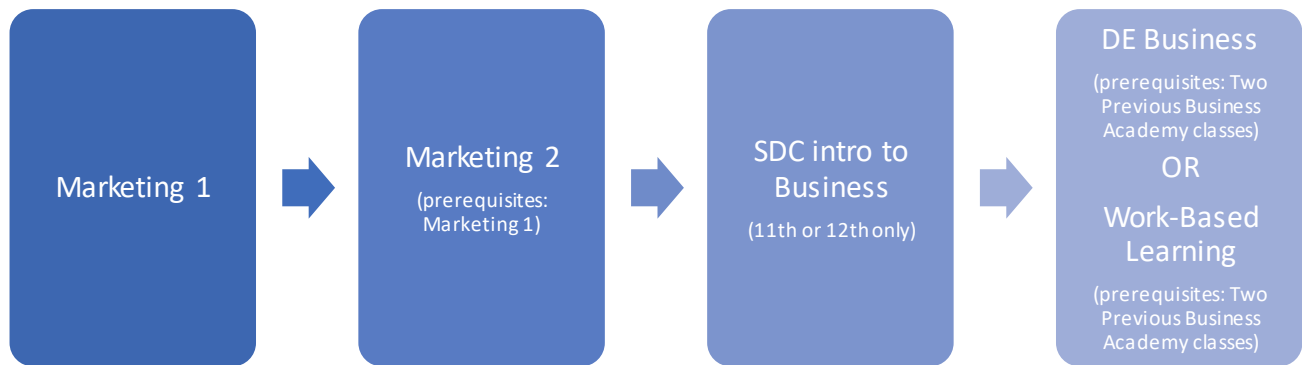 Marketing 1
Marketing 2
(prerequisites:
Marketing 1)
SDC intro to
Business
(11th or 12th only)
DE Business
(prerequisites: Two
Previous Business
Academy classes)
OR
Work-Based
Learning
(prerequisites: Two
Previous Business
Academy classes)